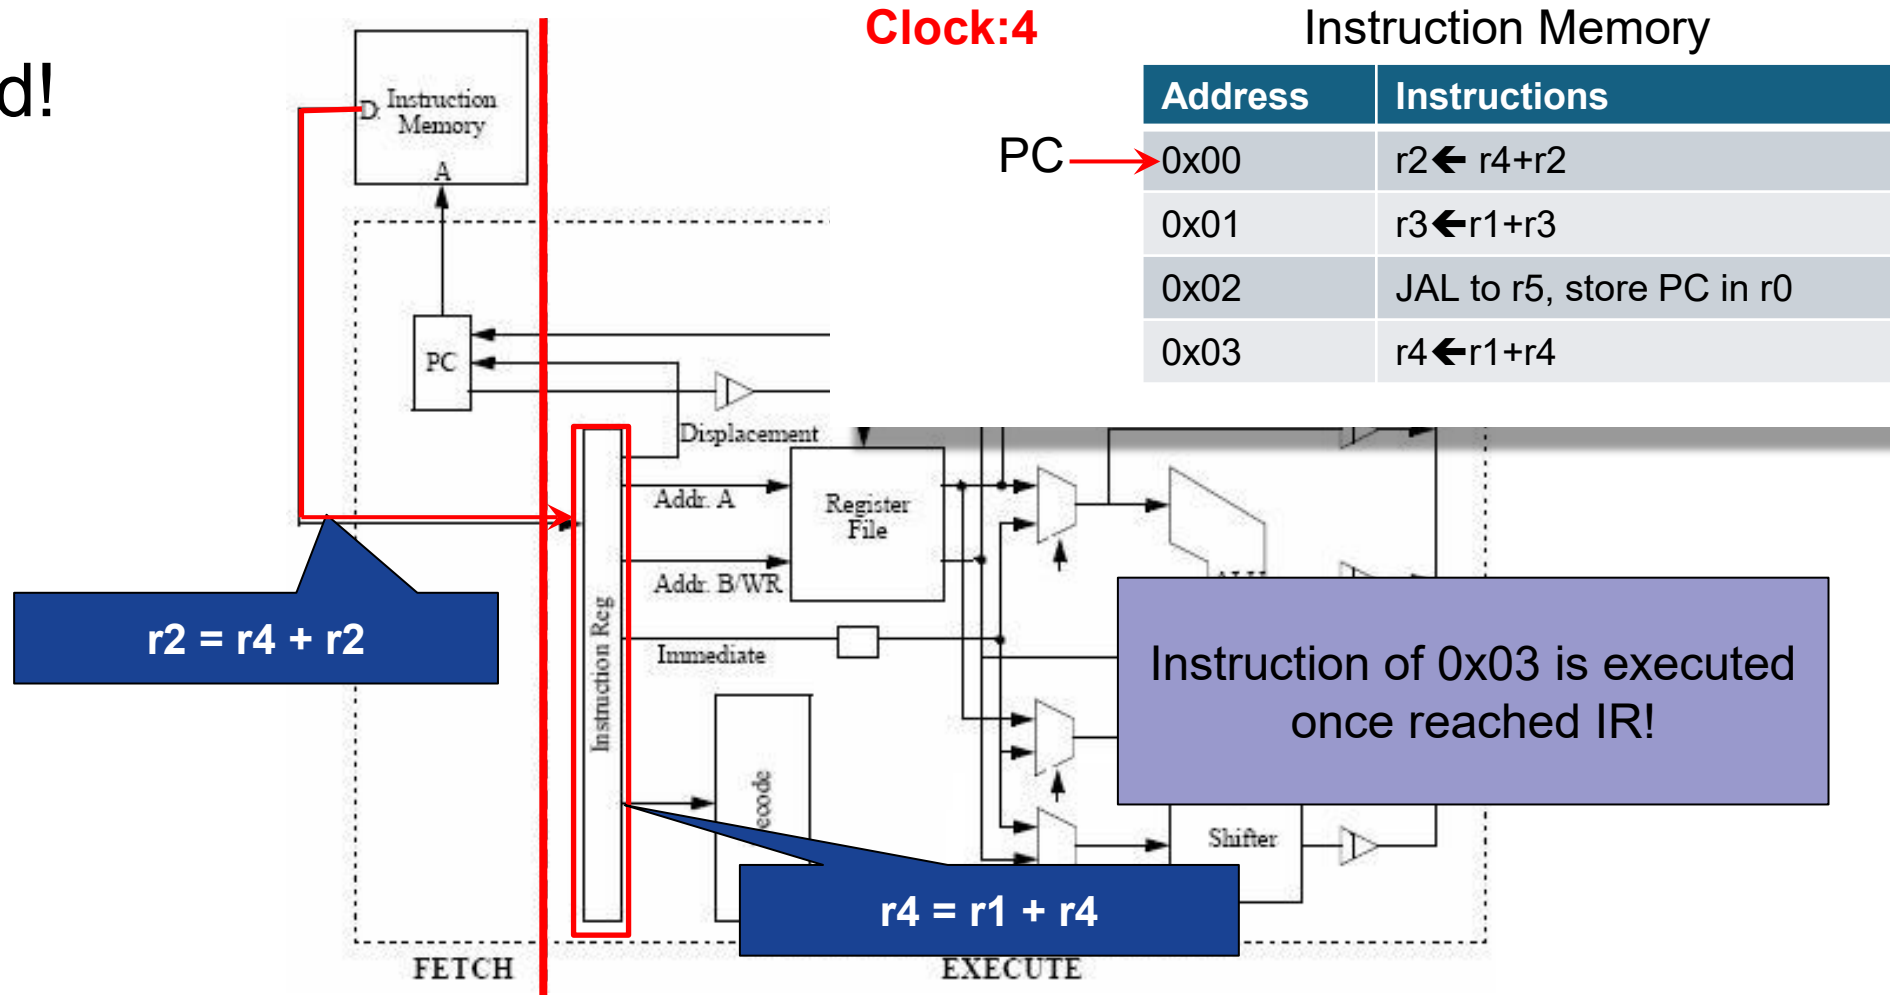 d!
Clock:4
Instruction Memory
Address Instructions
PC 0x00 r2🡸 r4+r2
0x01 r3🡸r1+r3
0x02 JAL to r5, store PC in r0
0x03 r4🡸r1+r4
D
Instruction
Memory
A
PC
Displacement
Addr. A
Register
File
Addr. B/WR
r2 = r4 + r2
Instruction Reg
Immediate
Instruction of 0x03 is executed
once reached IR!
ecode
Shifter
r4 = r1 + r4
FETCH
EXECUTE